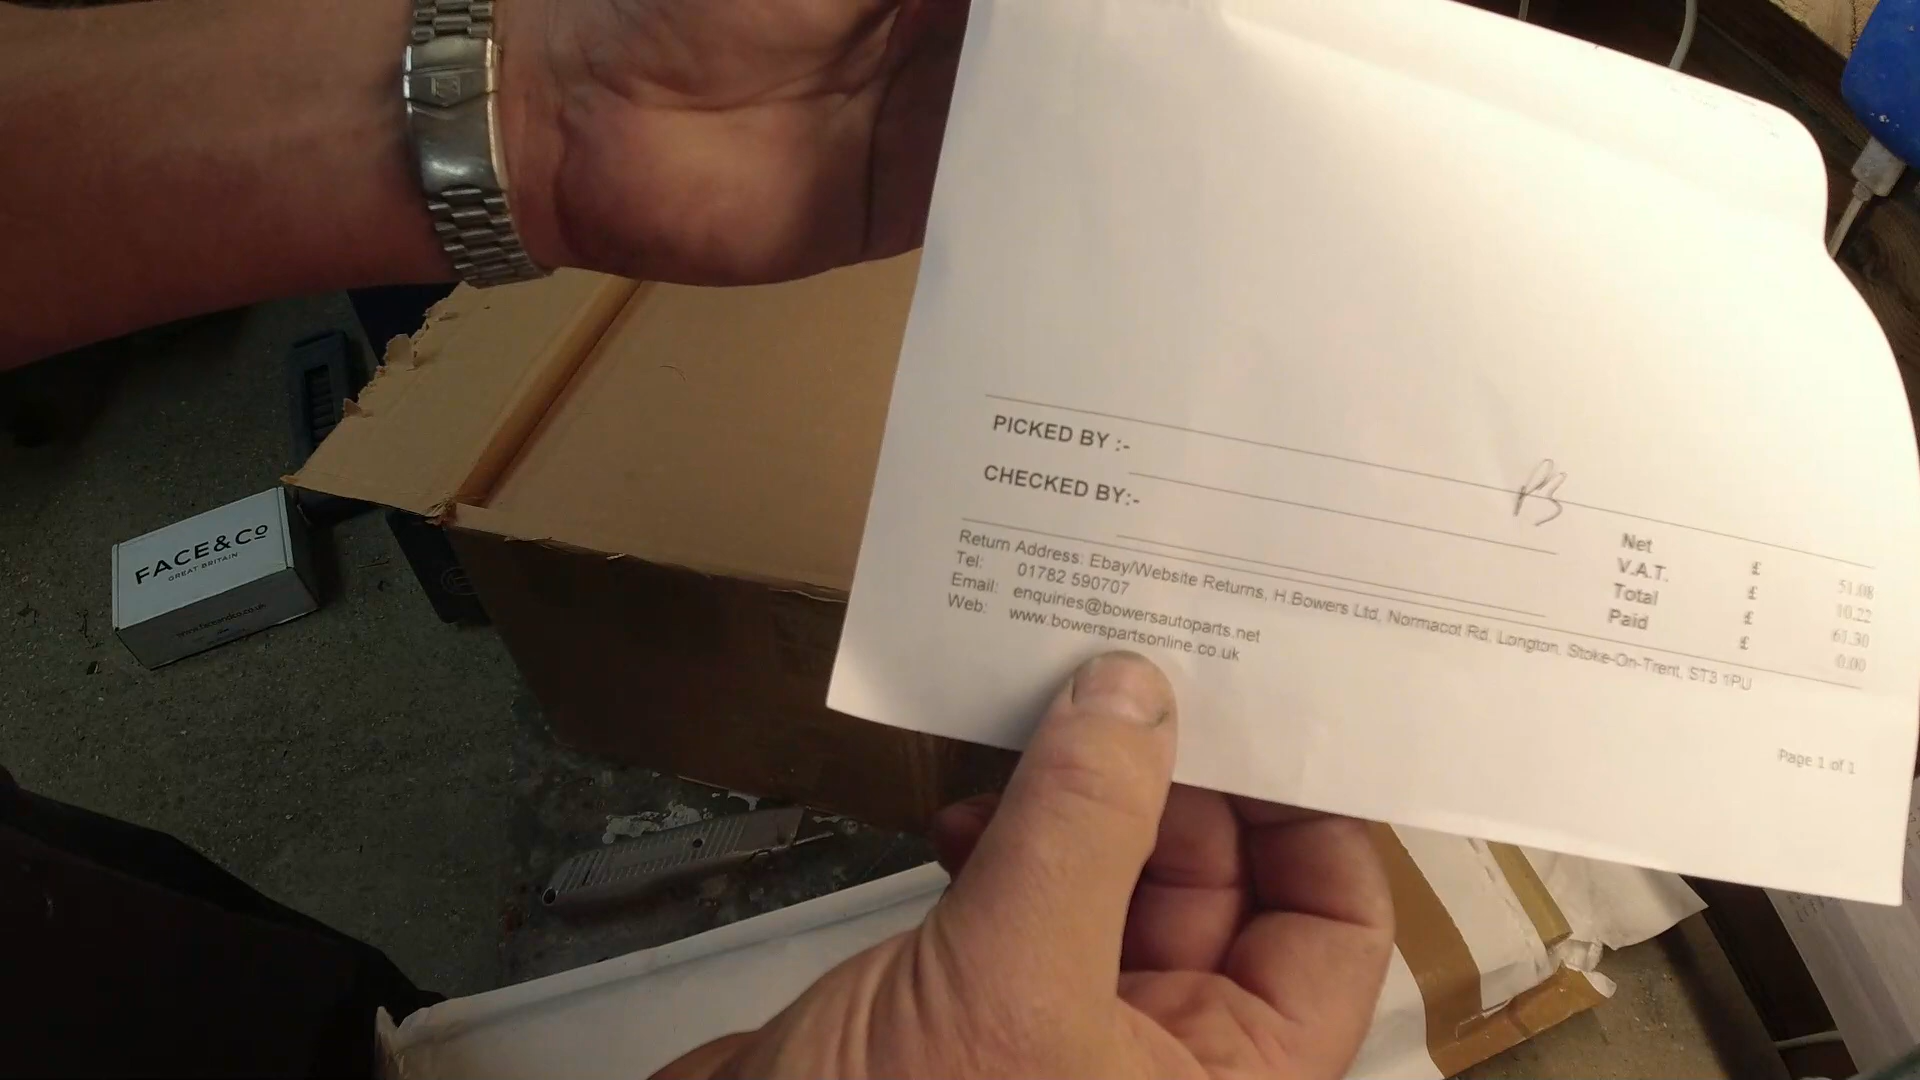 PICKED BY :-
CHECKED BY:-
PB
Net £ 51.08
V.A.T. £ 10.22
Total £ 61.30
Paid £ 0.00
Return Address: Ebay/Website Returns, H.Bowers Ltd, Normacot Rd, Longton, Stoke-On-Trent, ST3 1PU
Tel: 01782 590707
Email: enquiries@bowersautoparts.net
Web: www.bowerspartsonline.co.uk
Page 1 of 1
FACE&CO
GREAT BRITAIN